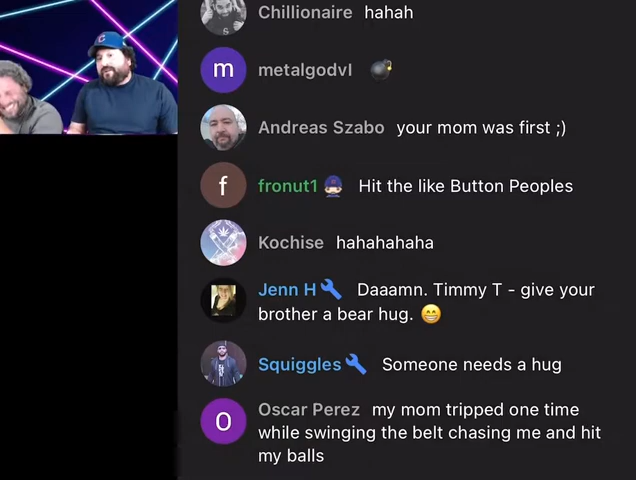 Chillionaire hahah
m metalgodvl
Andreas Szabo your mom was first ;)
f fronut1 Hit the like Button Peoples
Kochise hahahahaha
Jenn H Daaamn. Timmy T - give your
brother a bear hug.
Squiggles Someone needs a hug
O Oscar Perez my mom tripped one time
while swinging the belt chasing me and hit
my balls